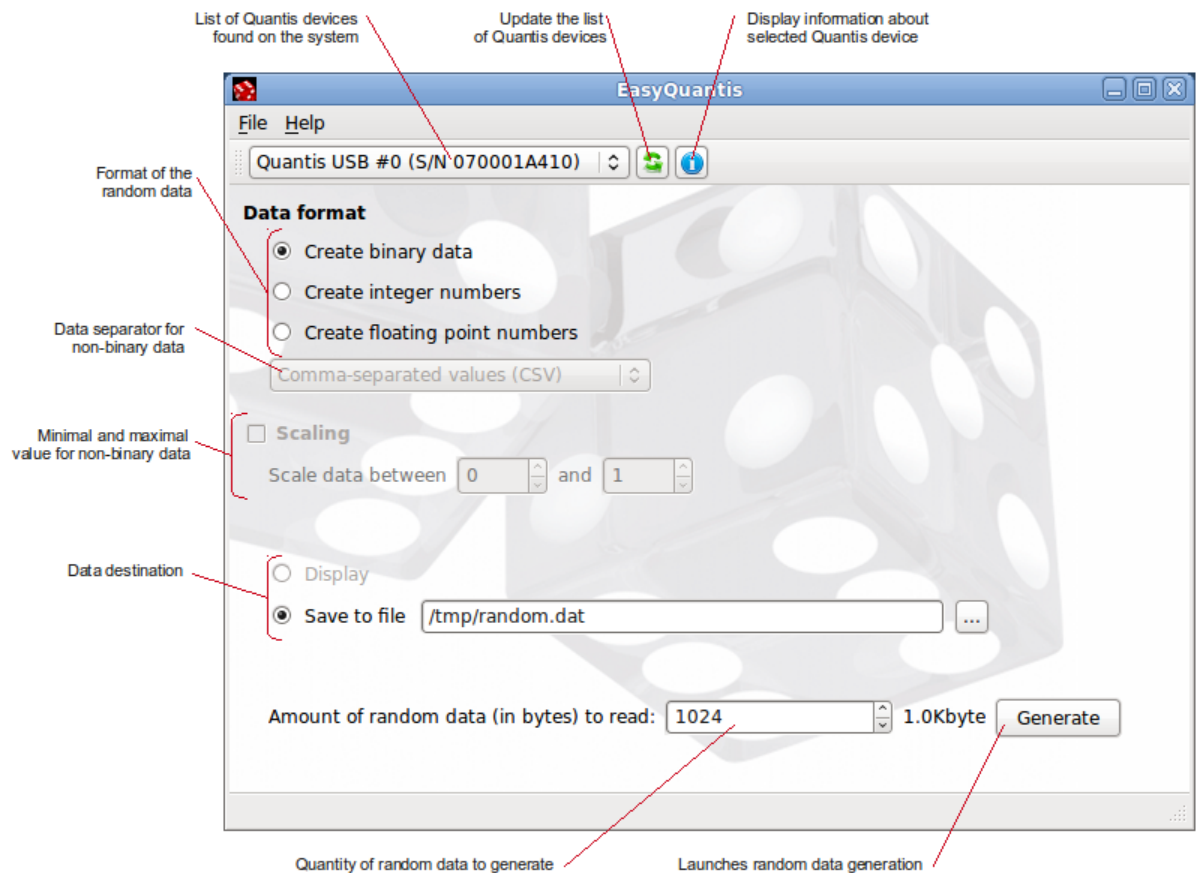 List of Quantis devices
found on the system
Update the list
of Quantis devices
Display information about
selected Quantis device
EasyQuantis
File Help
Quantis USB #0 (S/N 070001A410)
Format of the
random data
Data format
Create binary data
Create integer numbers
Create floating point numbers
Data separator for
non-binary data
Comma-separated values (CSV)
Minimal and maximal
value for non-binary data
Scaling
Scale data between 0 and 1
Data destination
Display
Save to file /tmp/random.dat ...
Amount of random data (in bytes) to read: 1024 1.0Kbyte Generate
Quantity of random data to generate
Launches random data generation